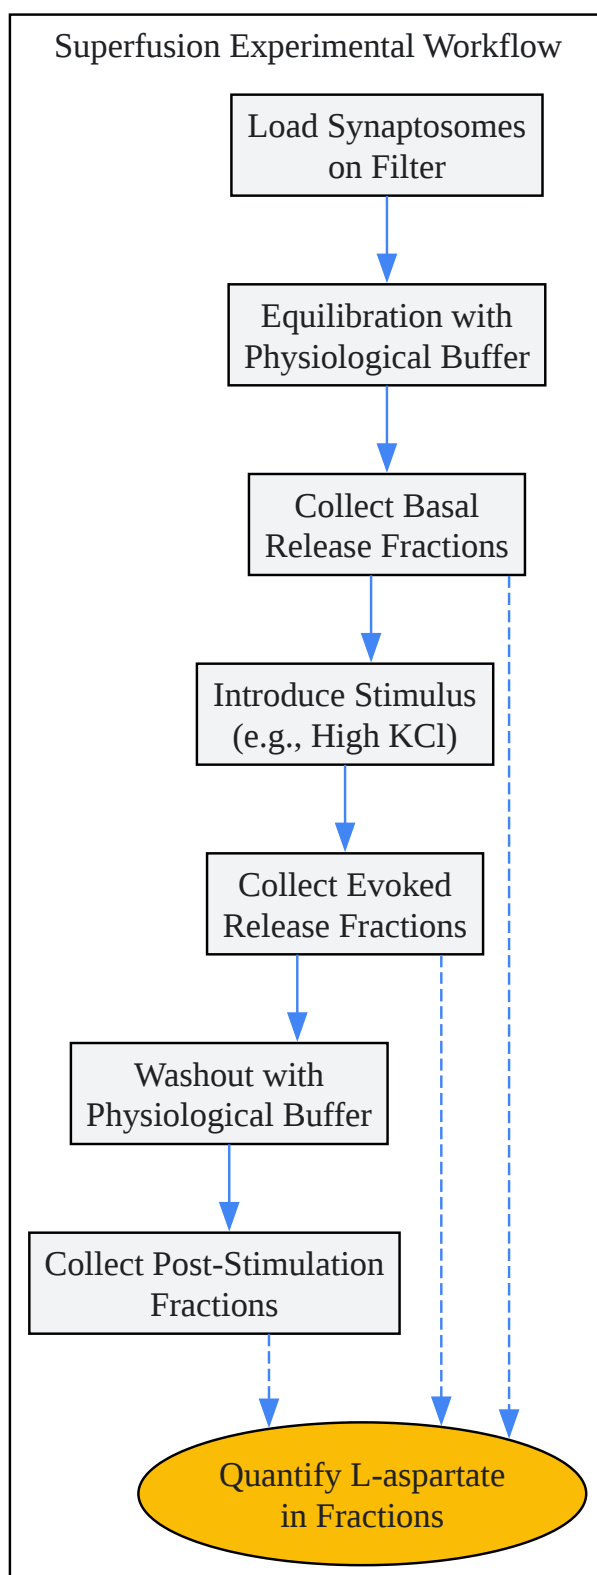 Superfusion Experimental Workflow
Load Synaptosomes
on Filter
Equilibration with
Physiological Buffer
Collect Basal
Release Fractions
Introduce Stimulus
(e.g., High KCl)
Collect Evoked
Release Fractions
Washout with
Physiological Buffer
Collect Post-Stimulation
Fractions
Quantify L-aspartate
in Fractions